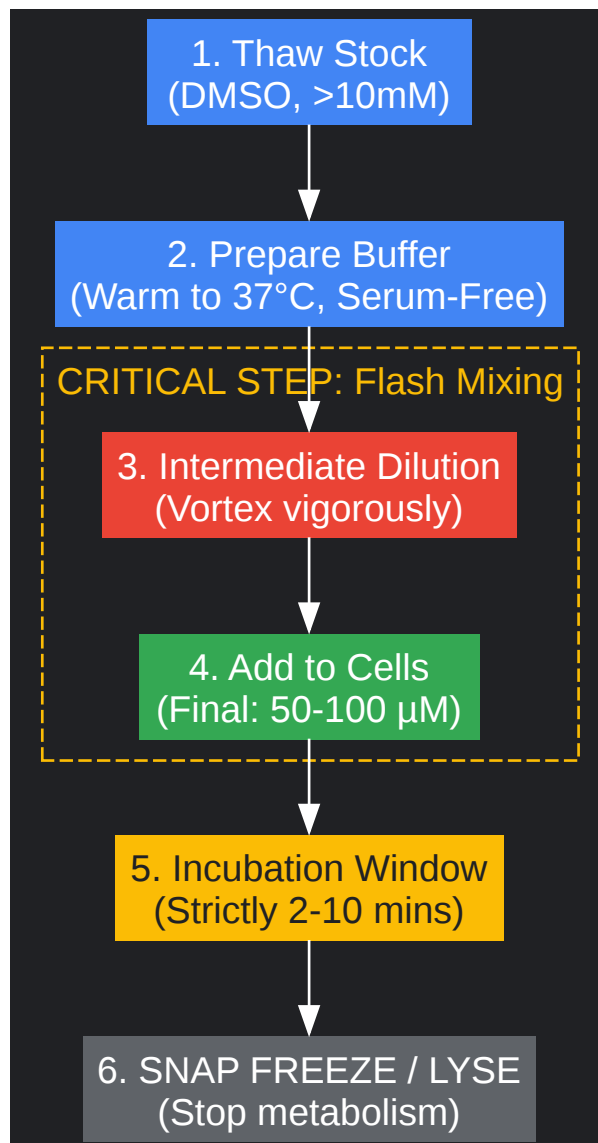 1. Thaw Stock
(DMSO, >10mM)
2. Prepare Buffer
(Warm to 37°C, Serum-Free)
CRITICAL STEP: Flash Mixing
3. Intermediate Dilution
(Vortex vigorously)
4. Add to Cells
(Final: 50-100 µM)
5. Incubation Window
(Strictly 2-10 mins)
6. SNAP FREEZE / LYSE
(Stop metabolism)